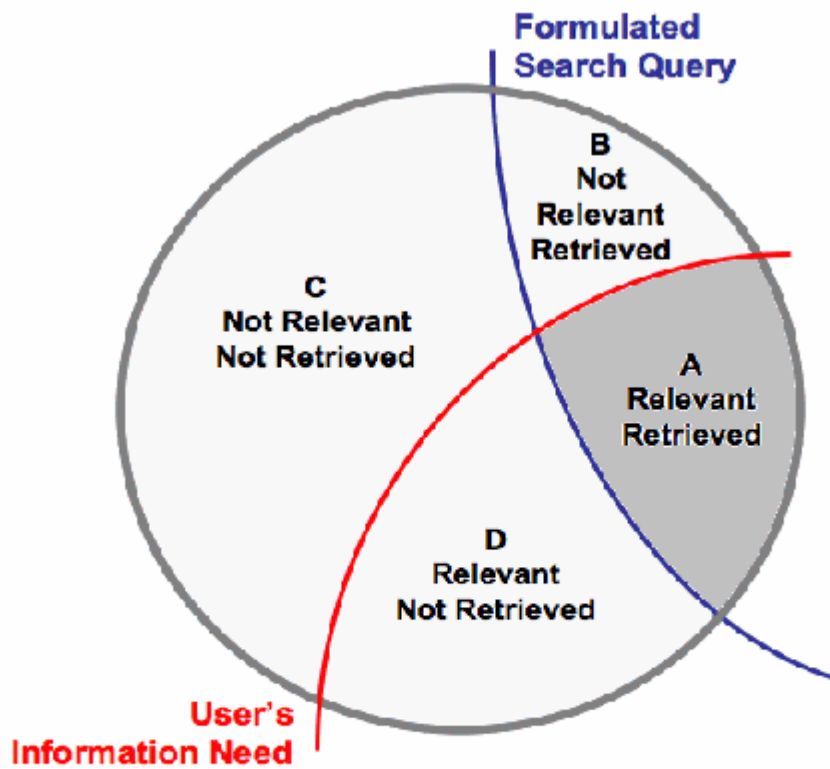 Formulated
Search Query
B
Not
Relevant
Retrieved
C
Not Relevant
Not Retrieved
A
Relevant
Retrieved
D
Relevant
Not Retrieved
User's
Information Need